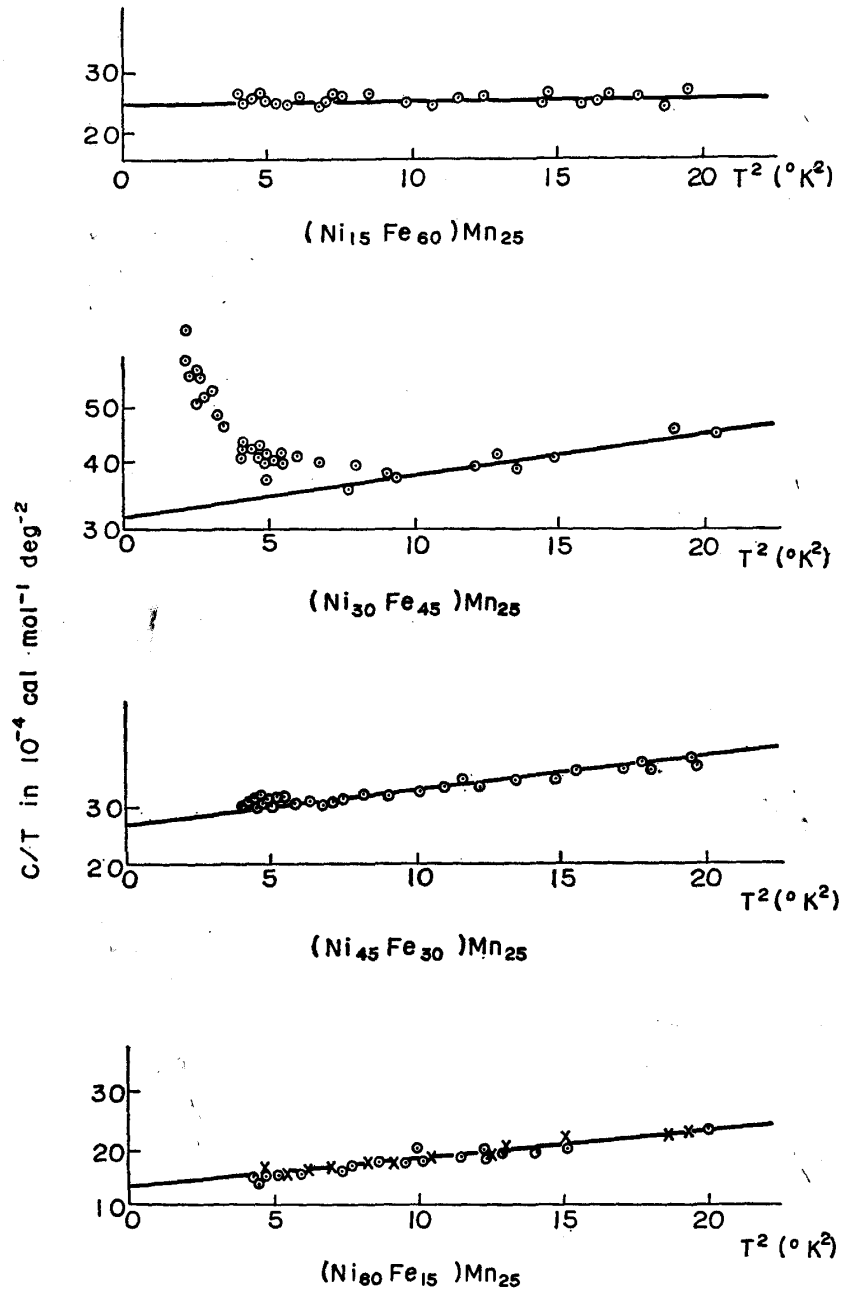 30
20
0 5 10 15 20 T² (°K²)
(Ni₁₅ Fe₆₀ )Mn₂₅
50
40
30
0 5 10 15 20
T² (°K²)
(Ni₃₀ Fe₄₅ )Mn₂₅
C/T in 10⁻⁴ cal · mol⁻¹ deg⁻²
30
20
0 5 10 15 20
T² (°K²)
(Ni₄₅ Fe₃₀ )Mn₂₅
30
20
10
0 5 10 15 20
T² (°K²)
(Ni₆₀ Fe₁₅ )Mn₂₅